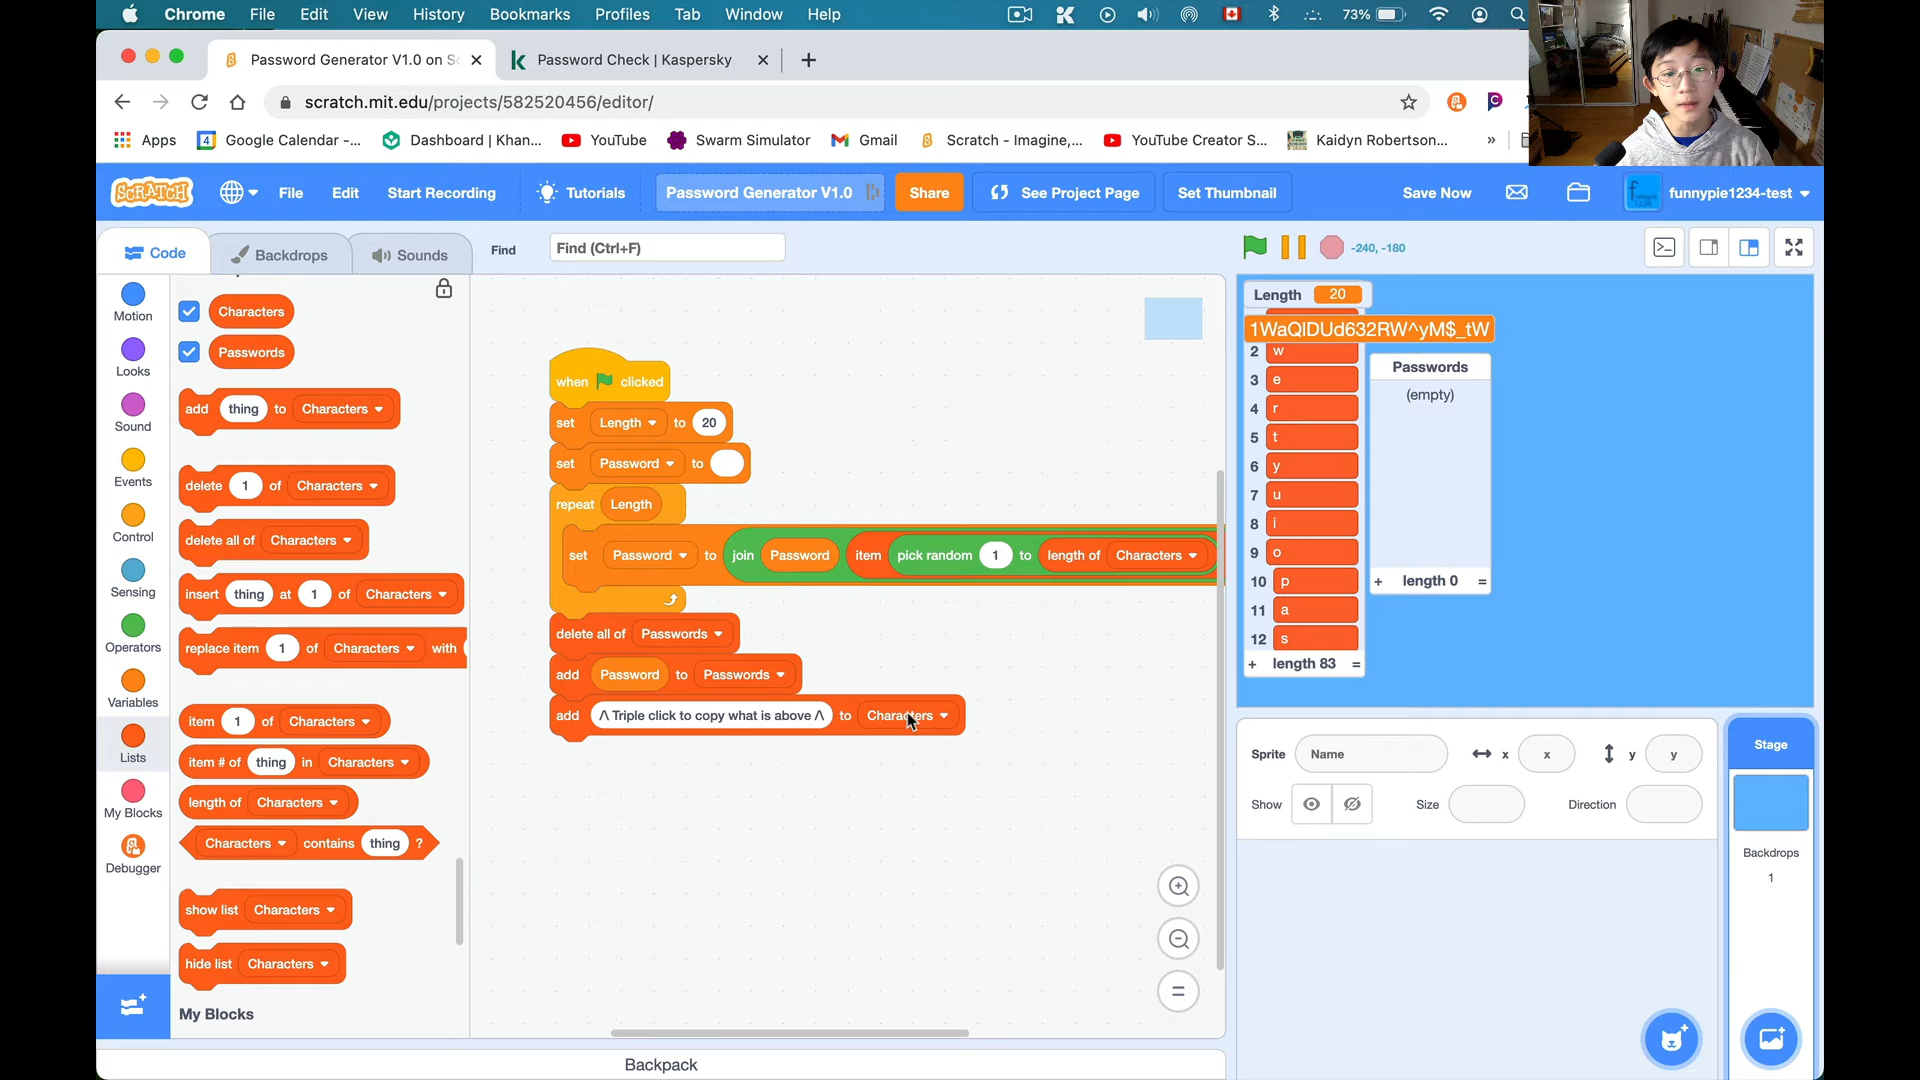 Chrome File Edit View History Bookmarks Profiles Tab Window Help 73%
Password Generator V1.0 on Sc Password Check | Kaspersky
scratch.mit.edu/projects/582520456/editor/
Apps Google Calendar -... Dashboard | Khan... YouTube Swarm Simulator Gmail Scratch - Imagine,... YouTube Creator S... Kaidyn Robertson... »
SCRATCH File Edit Start Recording Tutorials Password Generator V1.0 Share See Project Page Set Thumbnail Save Now funnypie1234-test
Code Backdrops Sounds Find Find (Ctrl+F) -240, -180
Motion
Looks
Sound
Events
Control
Sensing
Operators
Variables
Lists
My Blocks
Debugger
Characters
Passwords
add thing to Characters
delete 1 of Characters
delete all of Characters
insert thing at 1 of Characters
replace item 1 of Characters with
item 1 of Characters
item # of thing in Characters
length of Characters
Characters contains thing ?
show list Characters
hide list Characters
My Blocks
when clicked
set Length to 20
set Password to
repeat Length
set Password to join Password item pick random 1 to length of Characters
delete all of Passwords
add Password to Passwords
add /\ Triple click to copy what is above /\ to Characters
Length 20
1WaQlDUd632RW^yM$_tW
2 w
3 e
4 r
5 t
6 y
7 u
8 i
9 o
10 p
11 a
12 s
+ length 83 =
Passwords
(empty)
+ length 0 =
Sprite Name x x y y
Show Size Direction
Stage
Backdrops
1
Backpack